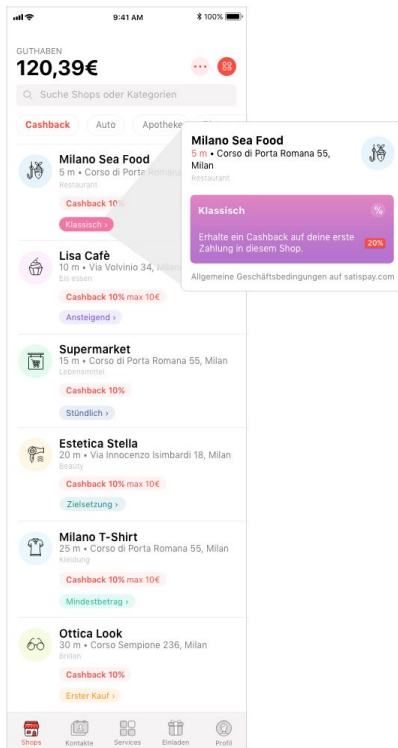 9:41 AM
100%
GUTHABEN
120,39€
Suche Shops oder Kategorien
Cashback
Auto
Apotheke
Milano Sea Food
5 m • Corso di Porta Romana
Restaurant
Cashback 10%
Klassisch ›
Lisa Cafè
10 m • Via Volvinio 34, Milan
Eis essen
Cashback 10% max 10€
Ansteigend ›
Supermarket
15 m • Corso di Porta Romana 55, Milan
Lebensmittel
Cashback 10%
Stündlich ›
Estetica Stella
20 m • Via Innocenzo Isimbardi 18, Milan
Beauty
Cashback 10% max 10€
Zielsetzung ›
Milano T-Shirt
25 m • Corso di Porta Romana 55, Milan
Kleidung
Cashback 10% max 10€
Mindestbetrag ›
Ottica Look
30 m • Corso Sempione 236, Milan
Brillen
Cashback 10%
Erster Kauf ›
Shops
Kontakte
Services
Einladen
Profil
Milano Sea Food
5 m • Corso di Porta Romana 55,
Milan
Restaurant
Klassisch
%
Erhalte ein Cashback auf deine erste
Zahlung in diesem Shop.
20%
Allgemeine Geschäftsbedingungen auf satispay.com